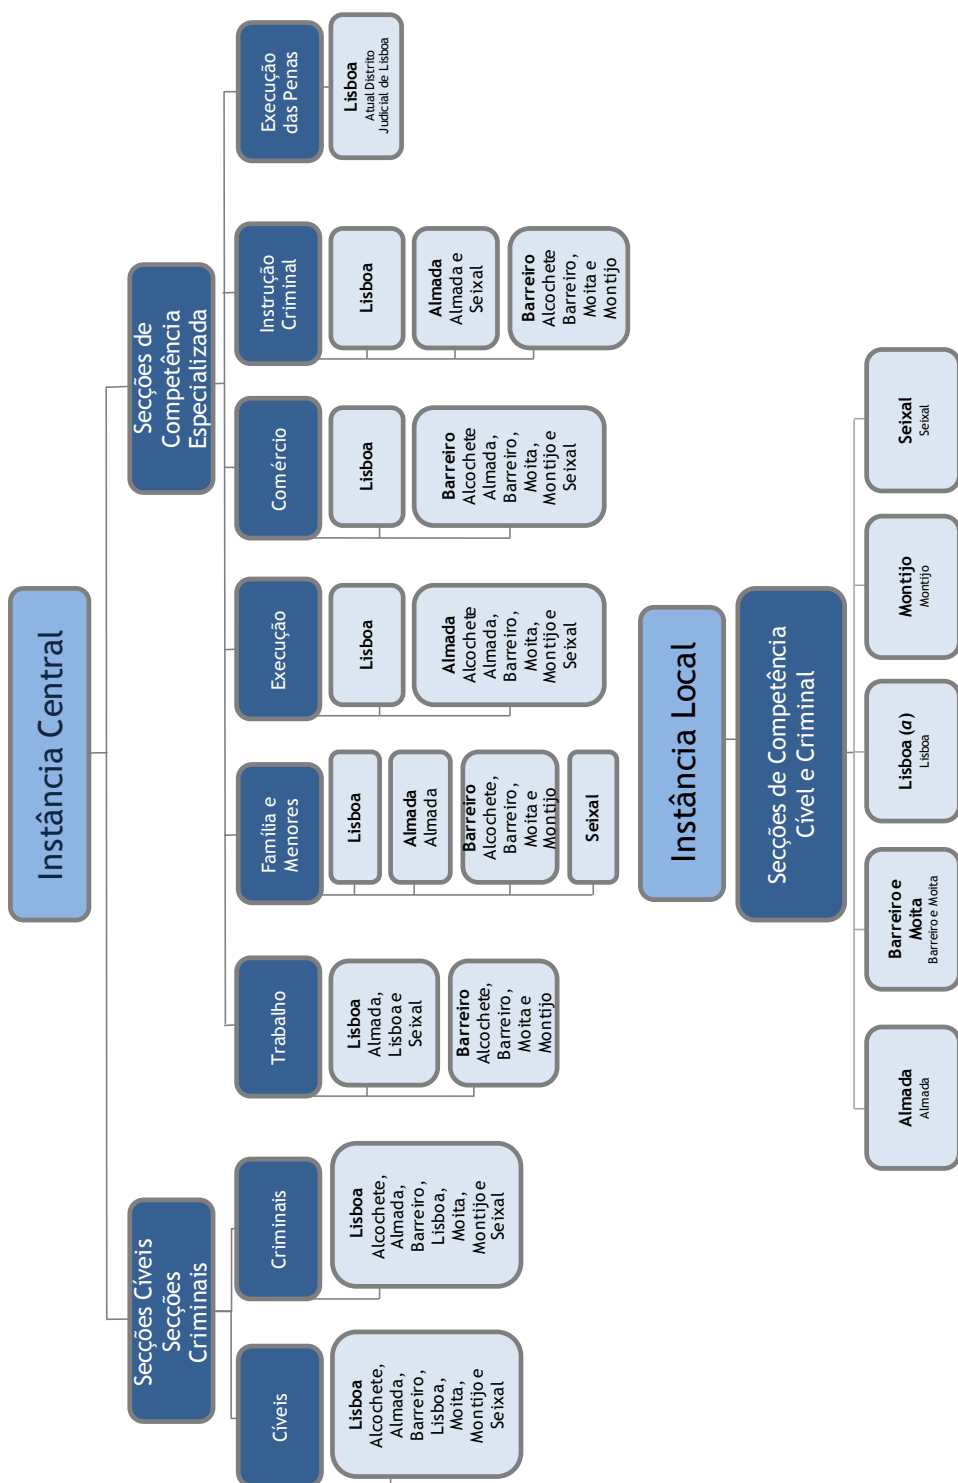 Instância Central
Secções Cíveis
Secções
Criminais
Secções de
Competência
Especializada
Cíveis
Criminais
Trabalho
Família e
Menores
Execução
Comércio
Instrução
Criminal
Execução
das Penas
Lisboa
Alcochete,
Almada,
Barreiro,
Lisboa,
Moita,
Montijo e
Seixal
Lisboa
Alcochete,
Almada,
Barreiro,
Lisboa,
Moita,
Montijo e
Seixal
Lisboa
Almada,
Lisboa e
Seixal
Barreiro
Alcochete,
Barreiro,
Moita e
Montijo
Lisboa
Almada
Almada
Barreiro
Alcochete,
Barreiro,
Moita e
Montijo
Seixal
Lisboa
Almada
Alcochete
Almada,
Barreiro,
Moita,
Montijo e
Seixal
Lisboa
Barreiro
Alcochete
Almada,
Barreiro,
Moita,
Montijo e
Seixal
Lisboa
Almada
Almada e
Seixal
Barreiro
Alcochete
Barreiro,
Moita e
Montijo
Lisboa
Atual Distrito
Judicial de Lisboa
Instância Local
Secções de Competência
Cível e Criminal
Almada
Almada
Barreiro e
Moita
Barreiro e Moita
Lisboa (a)
Lisboa
Montijo
Montijo
Seixal
Seixal